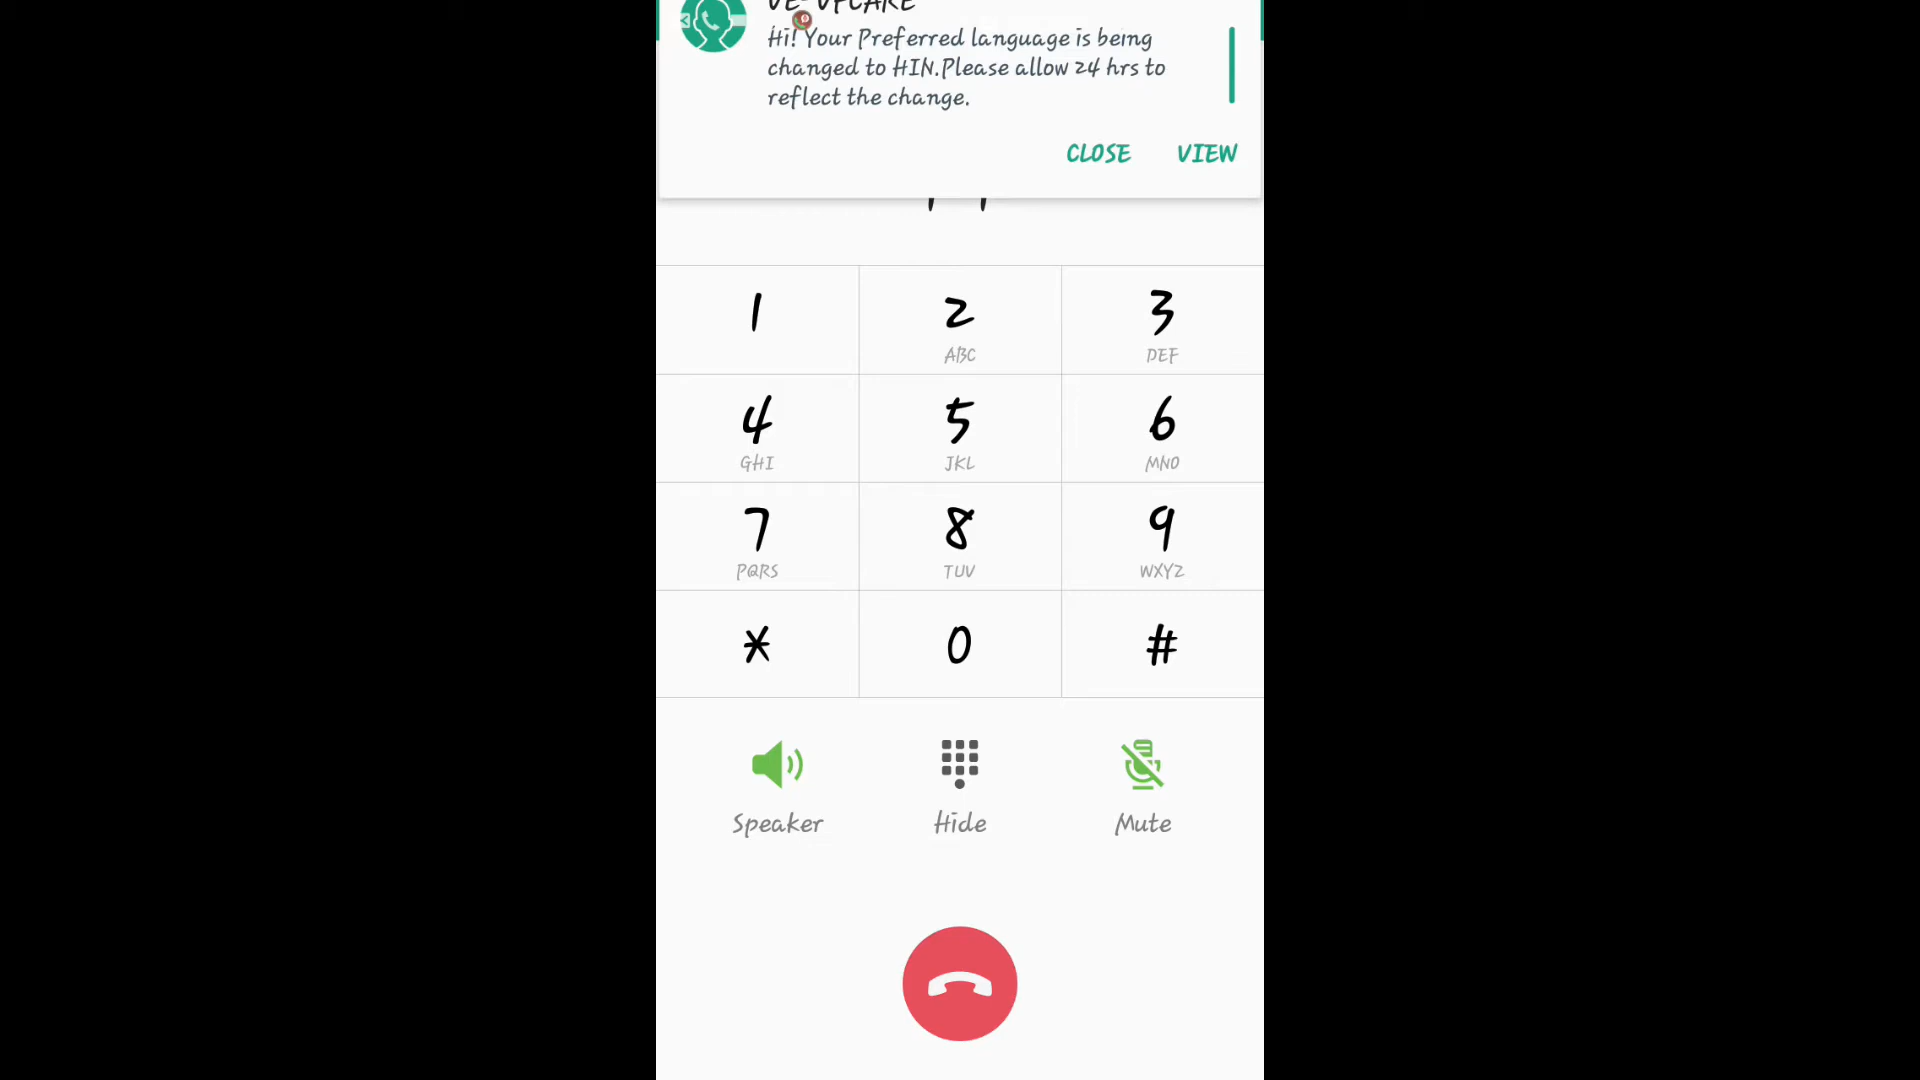 VE-VFCARE
Hi! Your Preferred language is being
changed to HIN.Please allow 24 hrs to
reflect the change.
CLOSE VIEW
1 2 3
ABC DEF
4 5 6
GHI JKL MNO
7 8 9
PQRS TUV WXYZ
* 0 #
Speaker Hide Mute